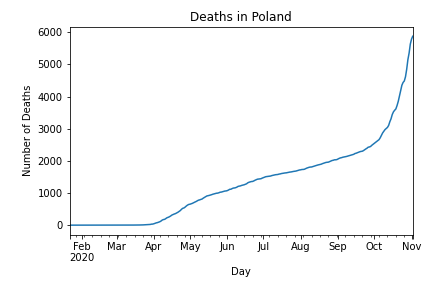 Deaths in Poland
Number of Deaths
6000
5000
4000
3000
2000
1000
0
Feb Mar Apr May Jun Jul Aug Sep Oct Nov
2020
Day